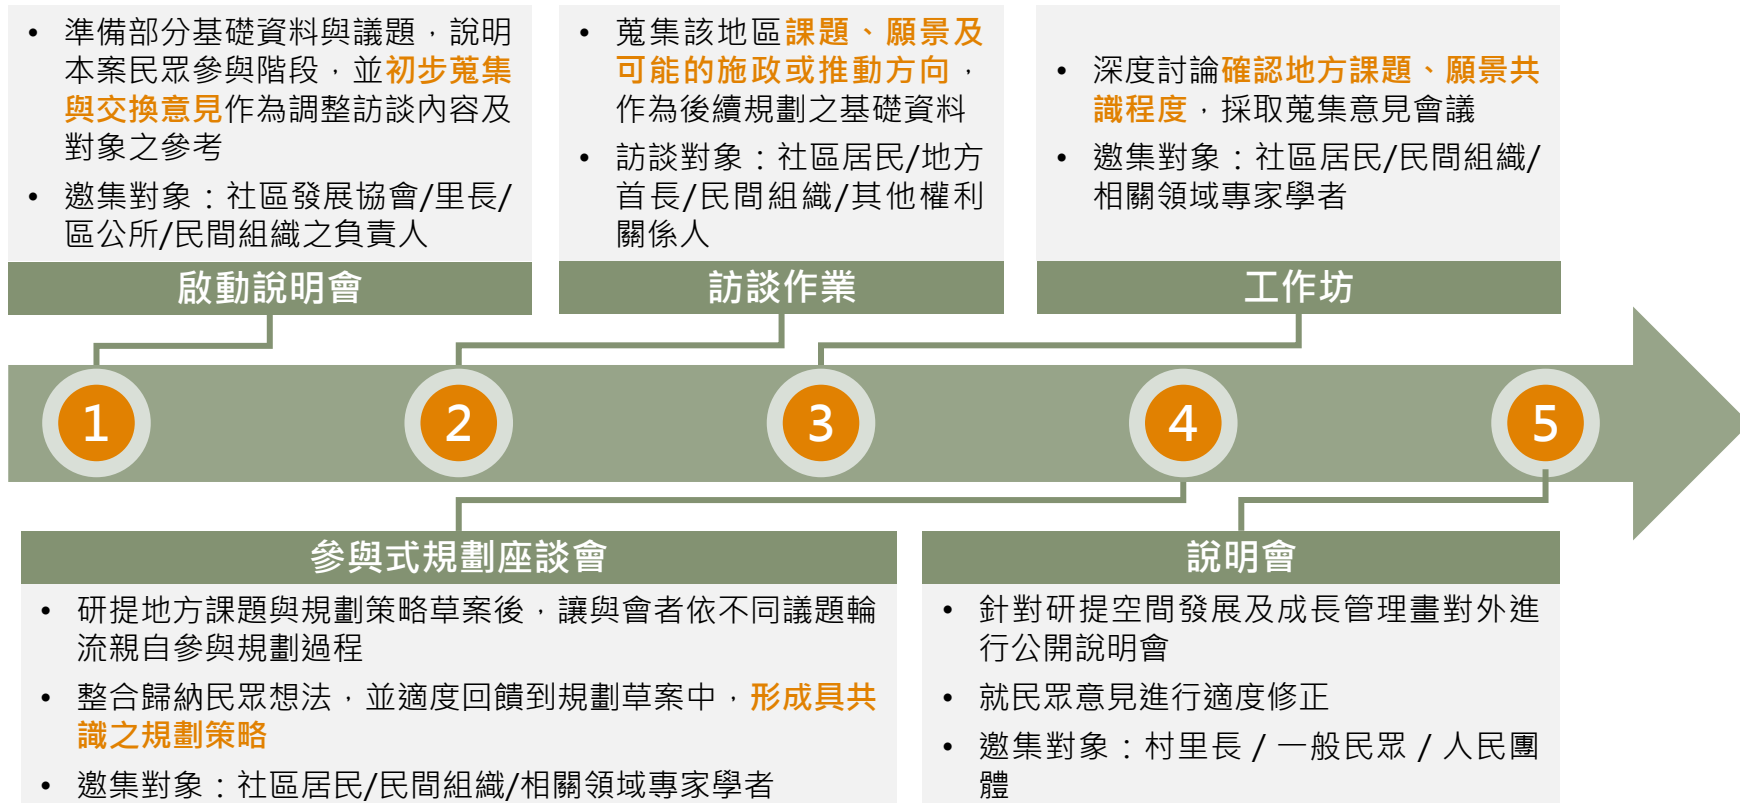 • 準備部分基礎資料與議題，說明
本案民眾參與階段，並初步蒐集
與交換意見作為調整訪談內容及
對象之參考
• 邀集對象：社區發展協會/里長/
區公所/民間組織之負責人
啟動說明會
• 蒐集該地區課題、願景及
可能的施政或推動方向，
作為後續規劃之基礎資料
• 訪談對象：社區居民/地方
首長/民間組織/其他權利
關係人
訪談作業
• 深度討論確認地方課題、願景共
識程度，採取蒐集意見會議
• 邀集對象：社區居民/民間組織/
相關領域專家學者
工作坊
1
2
3
4
5
參與式規劃座談會
• 研提地方課題與規劃策略草案後，讓與會者依不同議題輪
流親自參與規劃過程
• 整合歸納民眾想法，並適度回饋到規劃草案中，形成具共
識之規劃策略
• 邀集對象：社區居民/民間組織/相關領域專家學者
說明會
• 針對研提空間發展及成長管理畫對外進
行公開說明會
• 就民眾意見進行適度修正
• 邀集對象：村里長 / 一般民眾 / 人民團
體